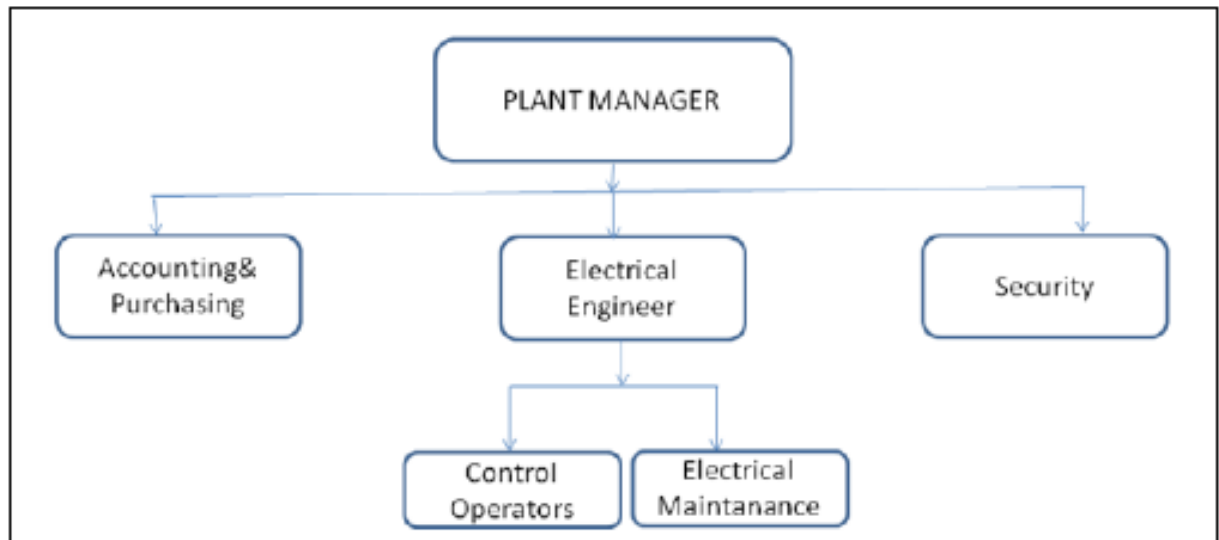 PLANT MANAGER
Accounting&
Purchasing
Electrical
Engineer
Security
Control
Operators
Electrical
Maintanance